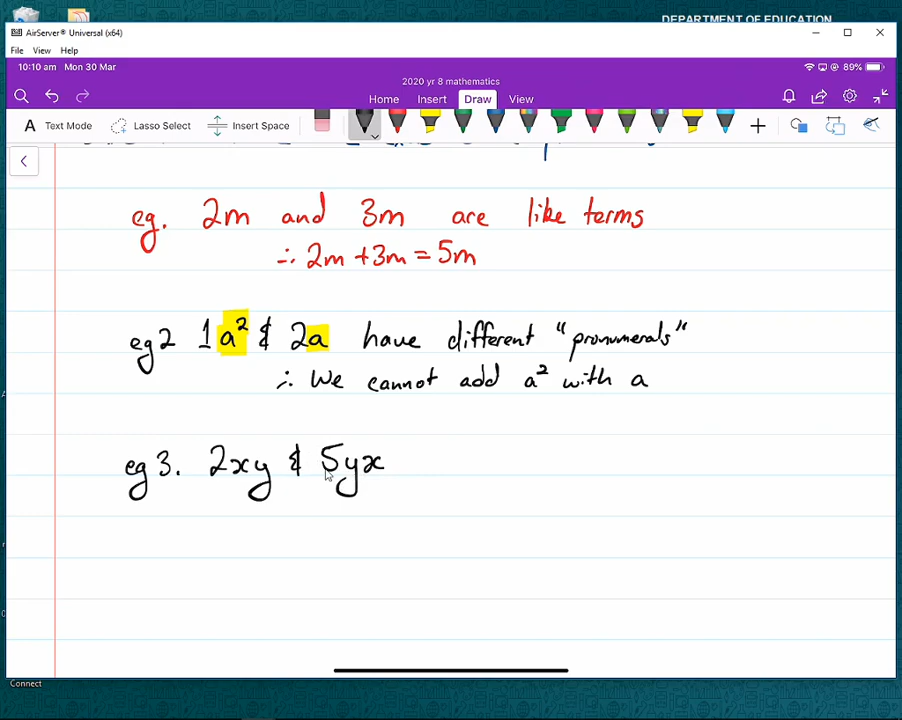 DEPARTMENT OF EDUCATION
AirServer® Universal (x64)
File View Help
10:10 am Mon 30 Mar 89%
2020 yr 8 mathematics
Home Insert Draw View
A Text Mode Lasso Select Insert Space
eg. 2m and 3m are like terms
∴ 2m + 3m = 5m
eg2 1a² & 2a have different "pronumerals"
∴ We cannot add a² with a
eg 3. 2xy & 5yx
Connect